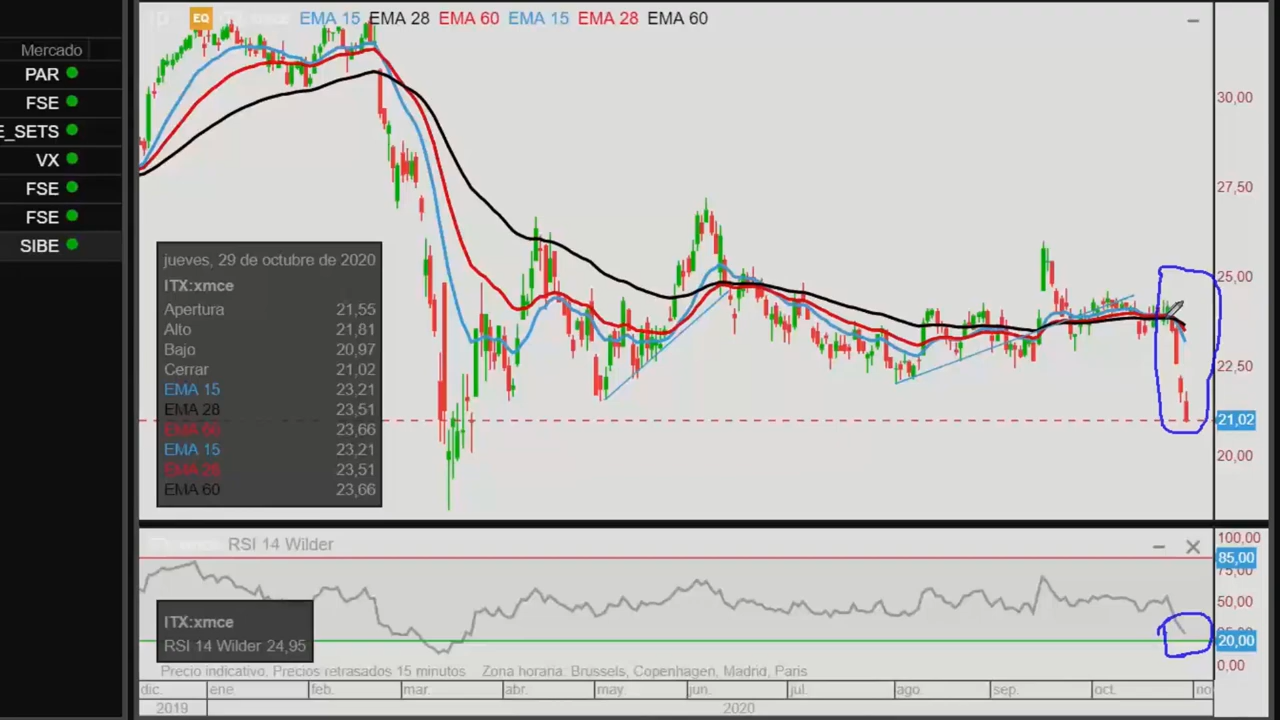 EQ EMA 15 EMA 28 EMA 60 EMA 15 EMA 28 EMA 60
Mercado
PAR
FSE
E_SETS
VX
FSE
FSE
SIBE
30,00
27,50
25,00
22,50
21,02
20,00
jueves, 29 de octubre de 2020
ITX:xmce
Apertura 21,55
Alto 21,81
Bajo 20,97
Cerrar 21,02
EMA 15 23,21
EMA 28 23,51
EMA 60 23,66
EMA 15 23,21
EMA 28 23,51
EMA 60 23,66
RSI 14 Wilder
100,00
85,00
75,00
50,00
20,00
0,00
ITX:xmce
RSI 14 Wilder 24,95
Precio indicativo, Precios retrasados 15 minutos Zona horaria: Brussels, Copenhagen, Madrid, Paris
dic. ene. feb. mar. abr. may. jun. jul. ago. sep. oct. no
2019 2020